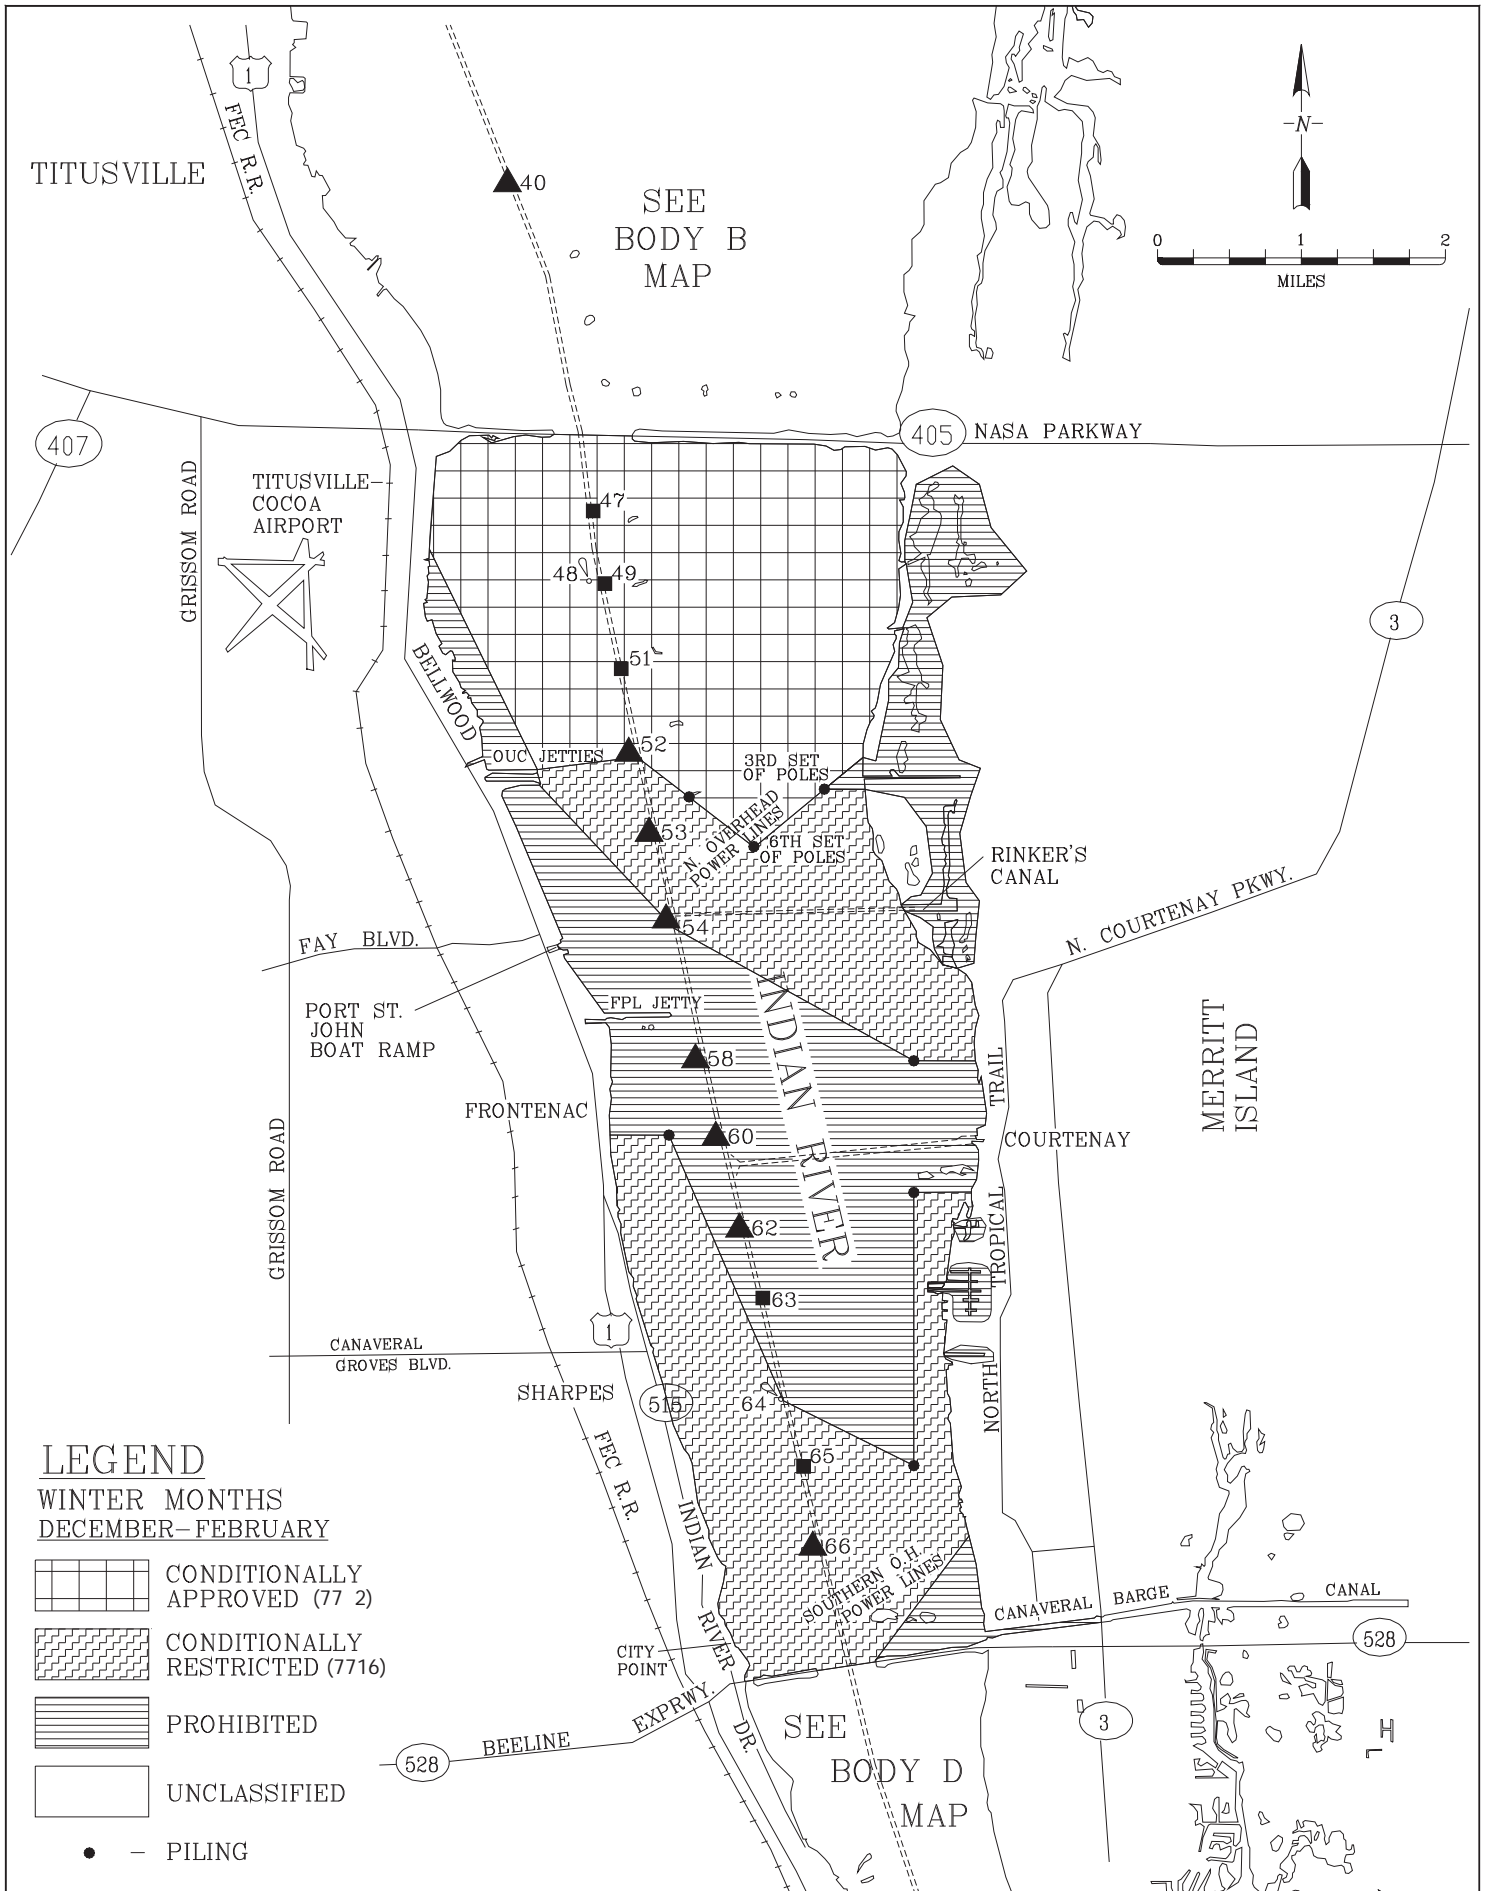 1
FEC R.R.
TITUSVILLE
40
SEE
BODY B
MAP
-N-
0 1 2
MILES
407
405
NASA PARKWAY
GRISSOM ROAD
TITUSVILLE-
COCOA
AIRPORT
47
48
49
51
3
BELLWOOD
OUC JETTIES
52
3RD SET
OF POLES
N. OVERHEAD
POWER LINES
53
6TH SET
OF POLES
RINKER'S
CANAL
54
FAY BLVD.
N. COURTENAY PKWY.
PORT ST.
JOHN
BOAT RAMP
FPL JETTY
INDIAN RIVER
MERRITT
ISLAND
58
FRONTENAC
60
COURTENAY
GRISSOM ROAD
62
NORTH TROPICAL TRAIL
63
1
CANAVERAL
GROVES BLVD.
SHARPES
515
64
65
FEC R.R.
INDIAN RIVER DR.
66
SOUTHERN O.H.
POWER LINES
CANAVERAL BARGE CANAL
CITY
POINT
528
3
528
BEELINE EXPRWY.
SEE
BODY D
MAP
LEGEND
WINTER MONTHS
DECEMBER-FEBRUARY
CONDITIONALLY
APPROVED (77 2)
CONDITIONALLY
RESTRICTED (7716)
PROHIBITED
UNCLASSIFIED
- PILING